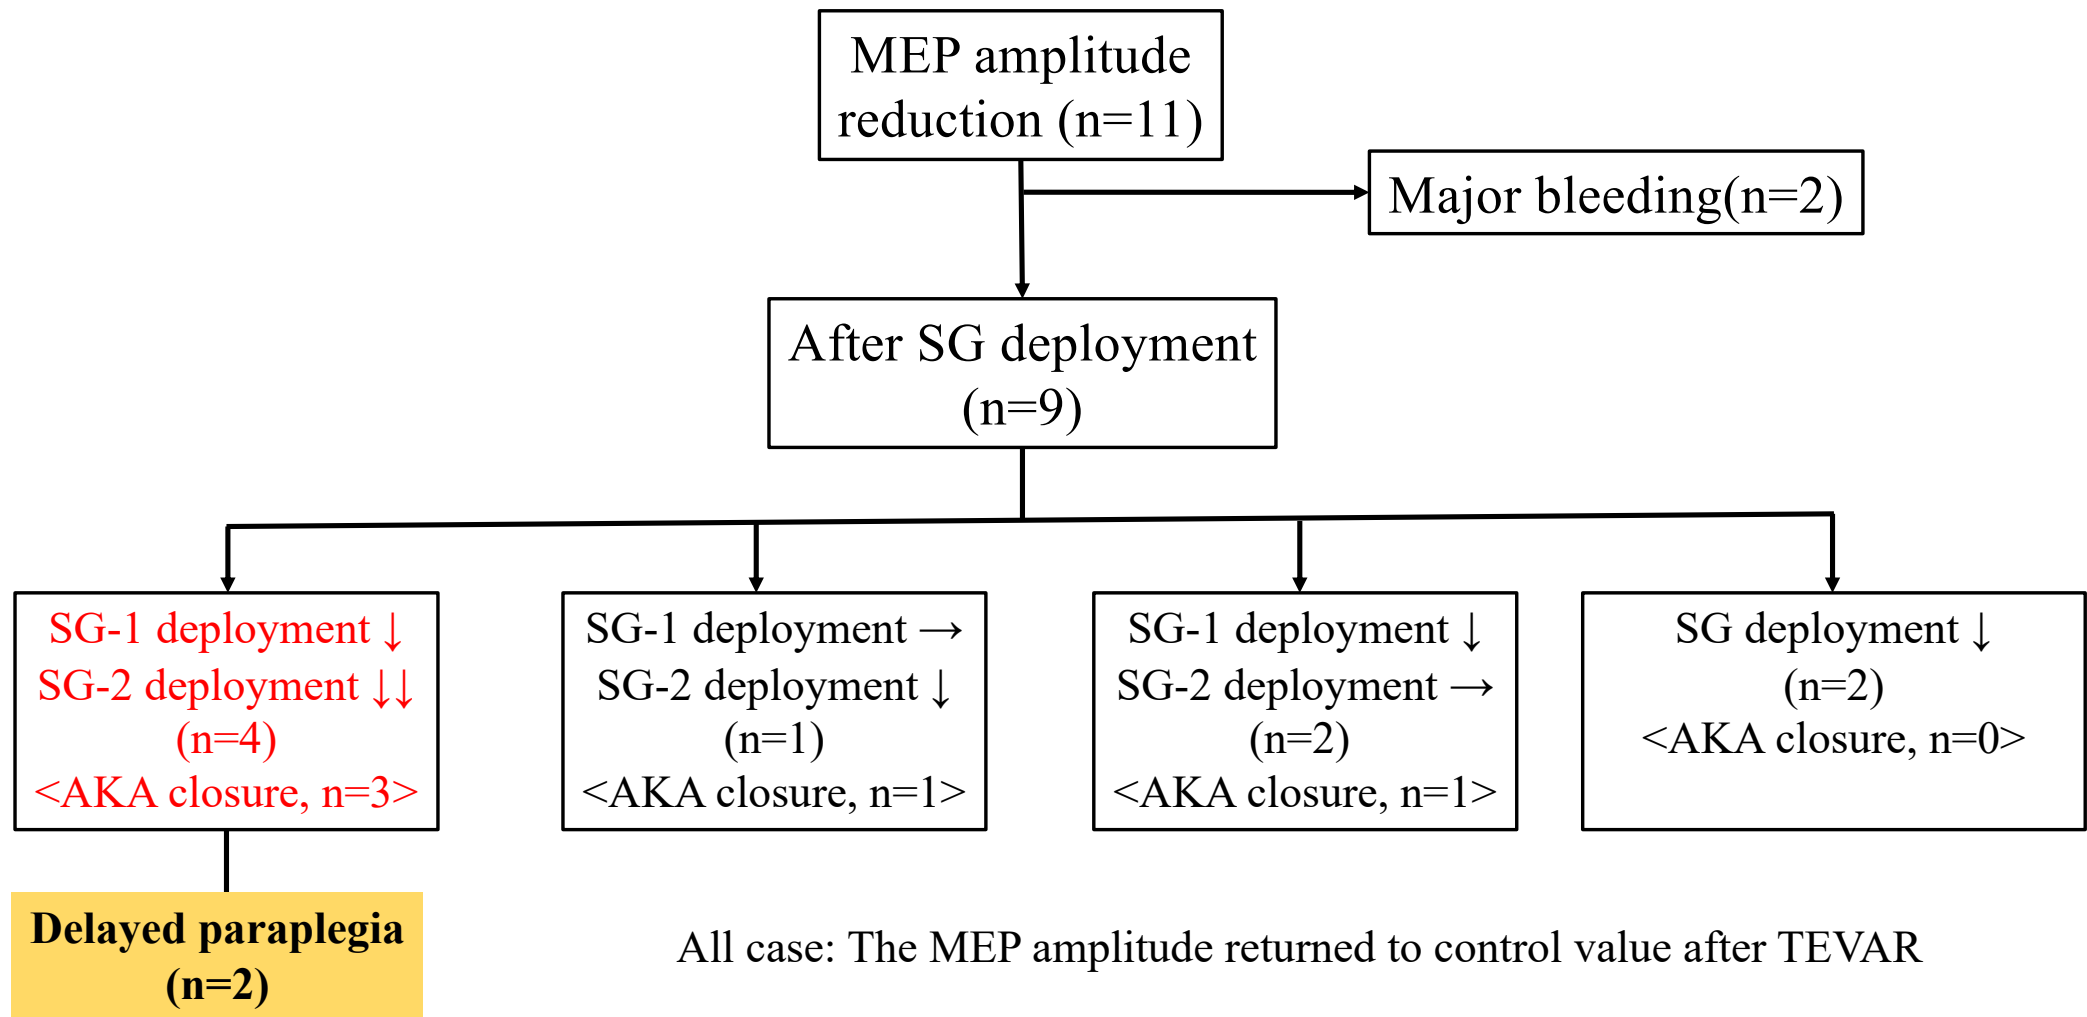 MEP amplitude
reduction (n=11)
Major bleeding(n=2)
After SG deployment
(n=9)
SG-1 deployment ↓
SG-2 deployment ↓↓
(n=4)
<AKA closure, n=3>
SG-1 deployment →
SG-2 deployment ↓
(n=1)
<AKA closure, n=1>
SG-1 deployment ↓
SG-2 deployment →
(n=2)
<AKA closure, n=1>
SG deployment ↓
(n=2)
<AKA closure, n=0>
Delayed paraplegia
(n=2)
All case: The MEP amplitude returned to control value after TEVAR